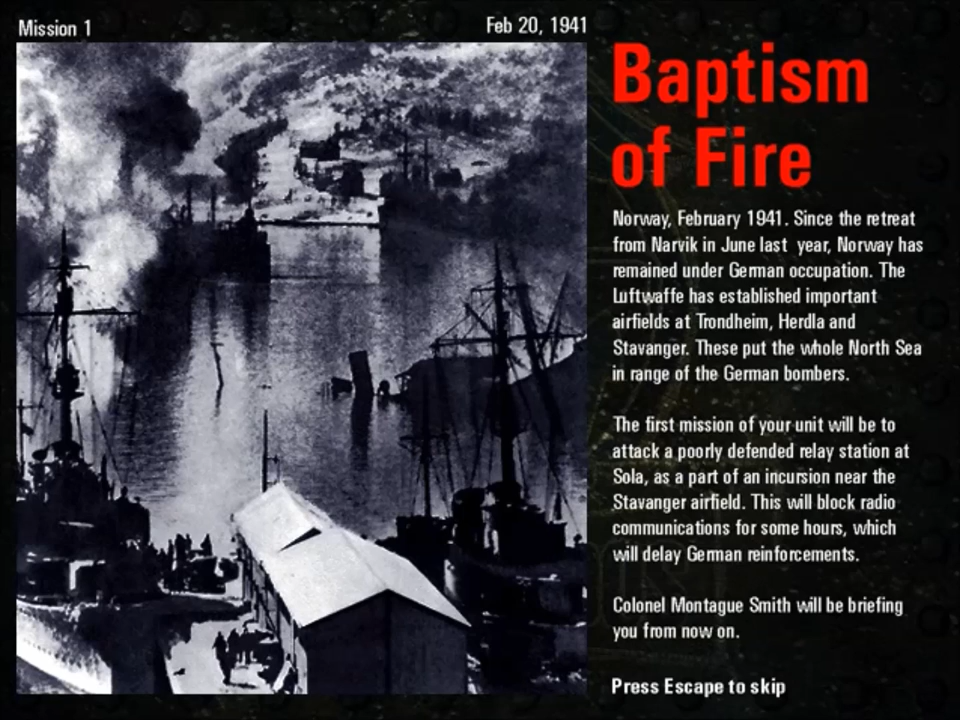 Mission 1
Feb 20, 1941
Baptism
of Fire
Norway, February 1941. Since the retreat
from Narvik in June last  year, Norway has
remained under German occupation. The
Luftwaffe has established important
airfields at Trondheim, Herdla and
Stavanger. These put the whole North Sea
in range of the German bombers.
The first mission of your unit will be to
attack a poorly defended relay station at
Sola, as a part of an incursion near the
Stavanger airfield. This will block radio
communications for some hours, which
will delay German reinforcements.
Colonel Montague Smith will be briefing
you from now on.
Press Escape to skip